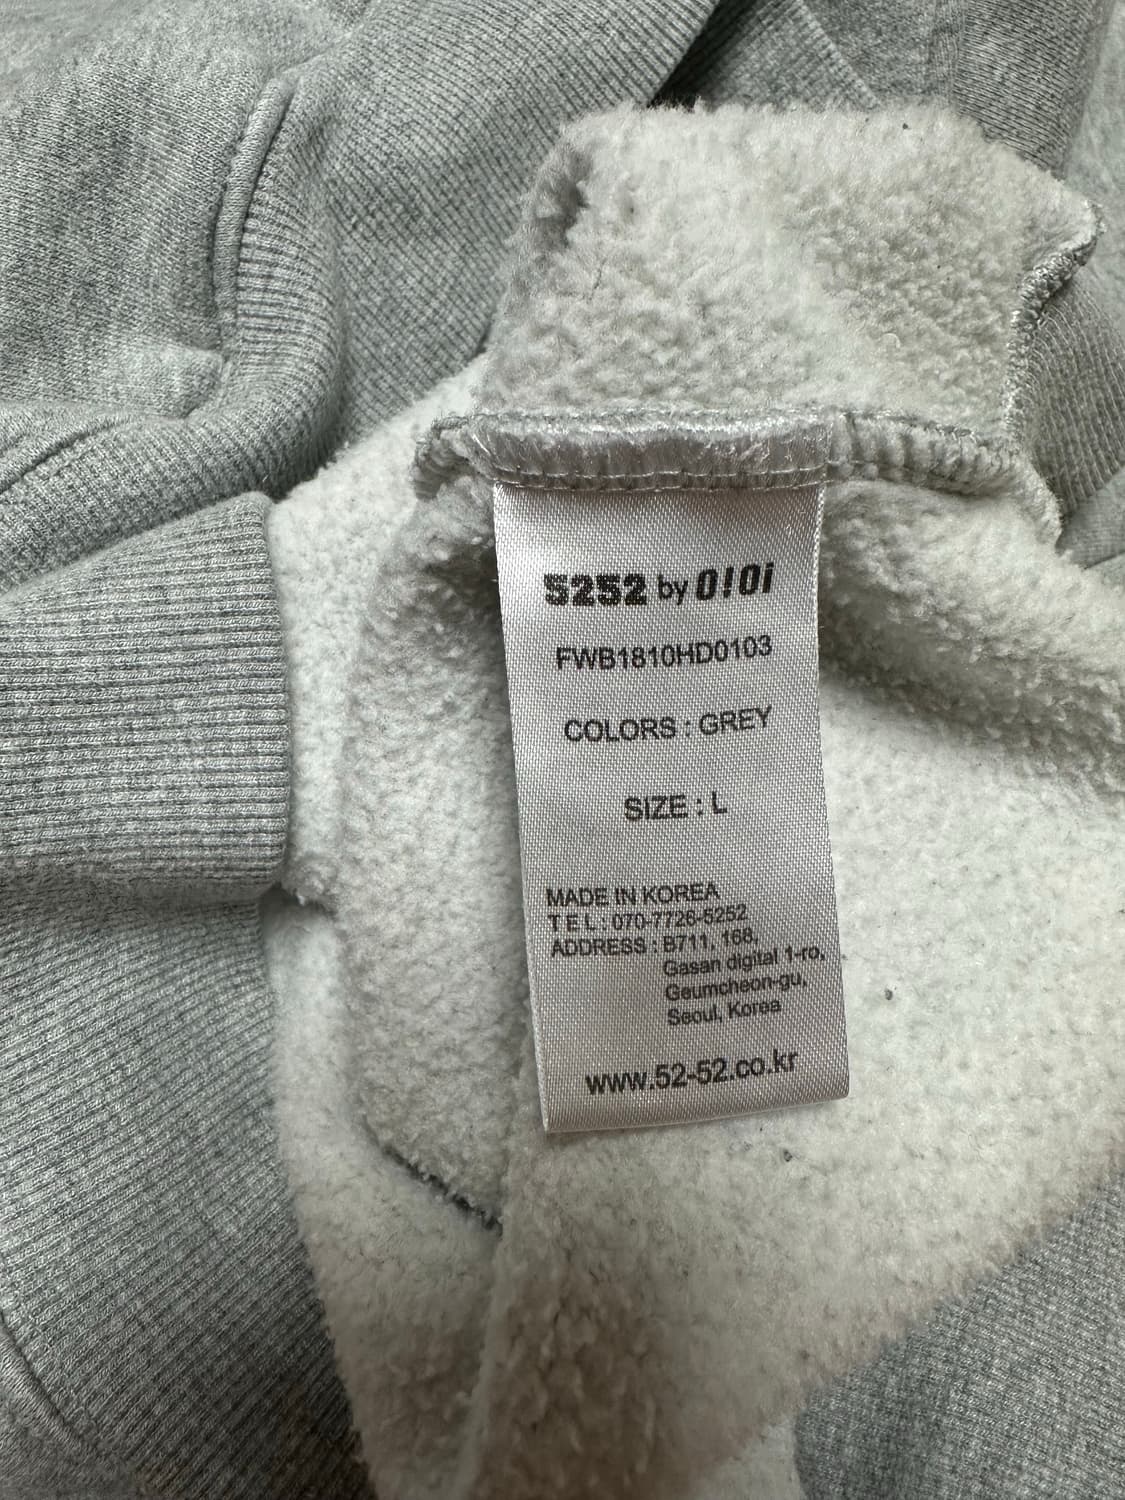 5252 by O!Oi
FWB1810HD0103
COLORS : GREY
SIZE : L
MADE IN KOREA
TEL : 070-7726-5252
ADDRESS : B711, 168,
Gasan digital 1-ro,
Geumcheon-gu,
Seoul, Korea
www.52-52.co.kr